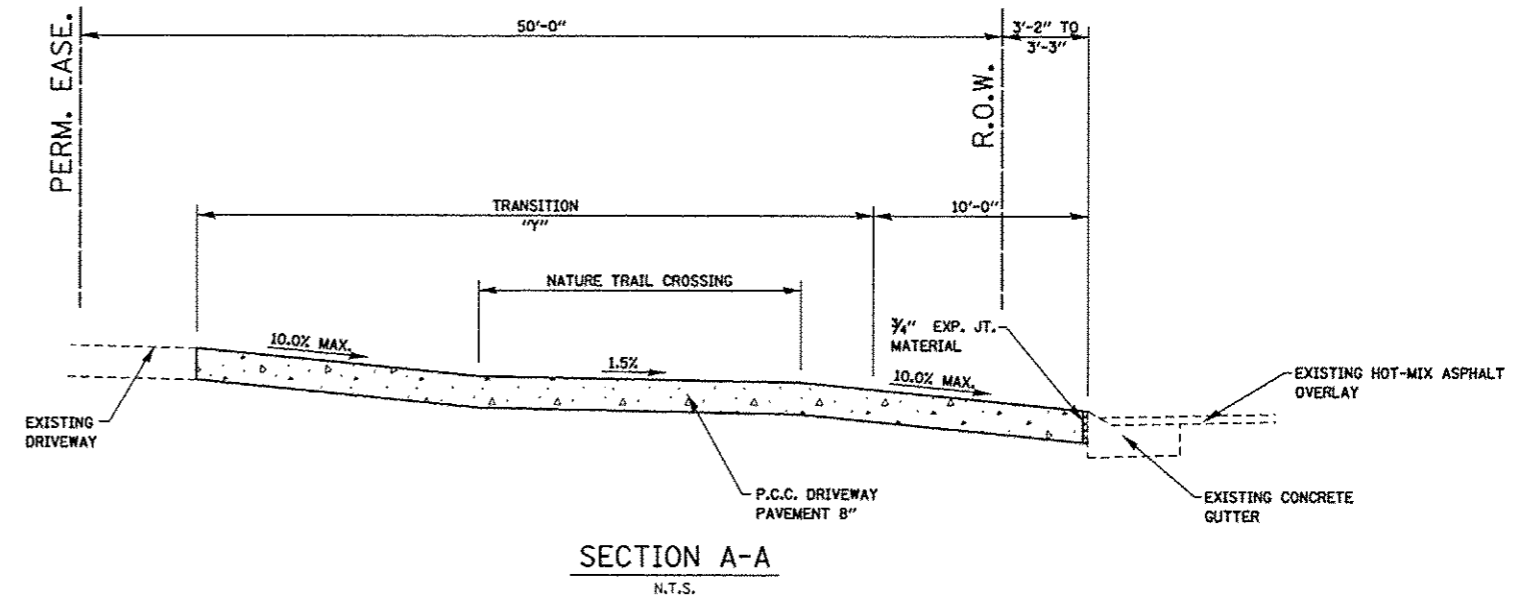 PERM. EASE.
50'-0"
R.O.W.
3'-2" TO
3'-3"
TRANSITION
"Y"
10'-0"
NATURE TRAIL CROSSING
3/4" EXP. JT.
MATERIAL
10.0% MAX.
1.5%
10.0% MAX.
EXISTING HOT-MIX ASPHALT
OVERLAY
EXISTING
DRIVEWAY
P.C.C. DRIVEWAY
PAVEMENT 8"
EXISTING CONCRETE
GUTTER
SECTION A-A
N.T.S.